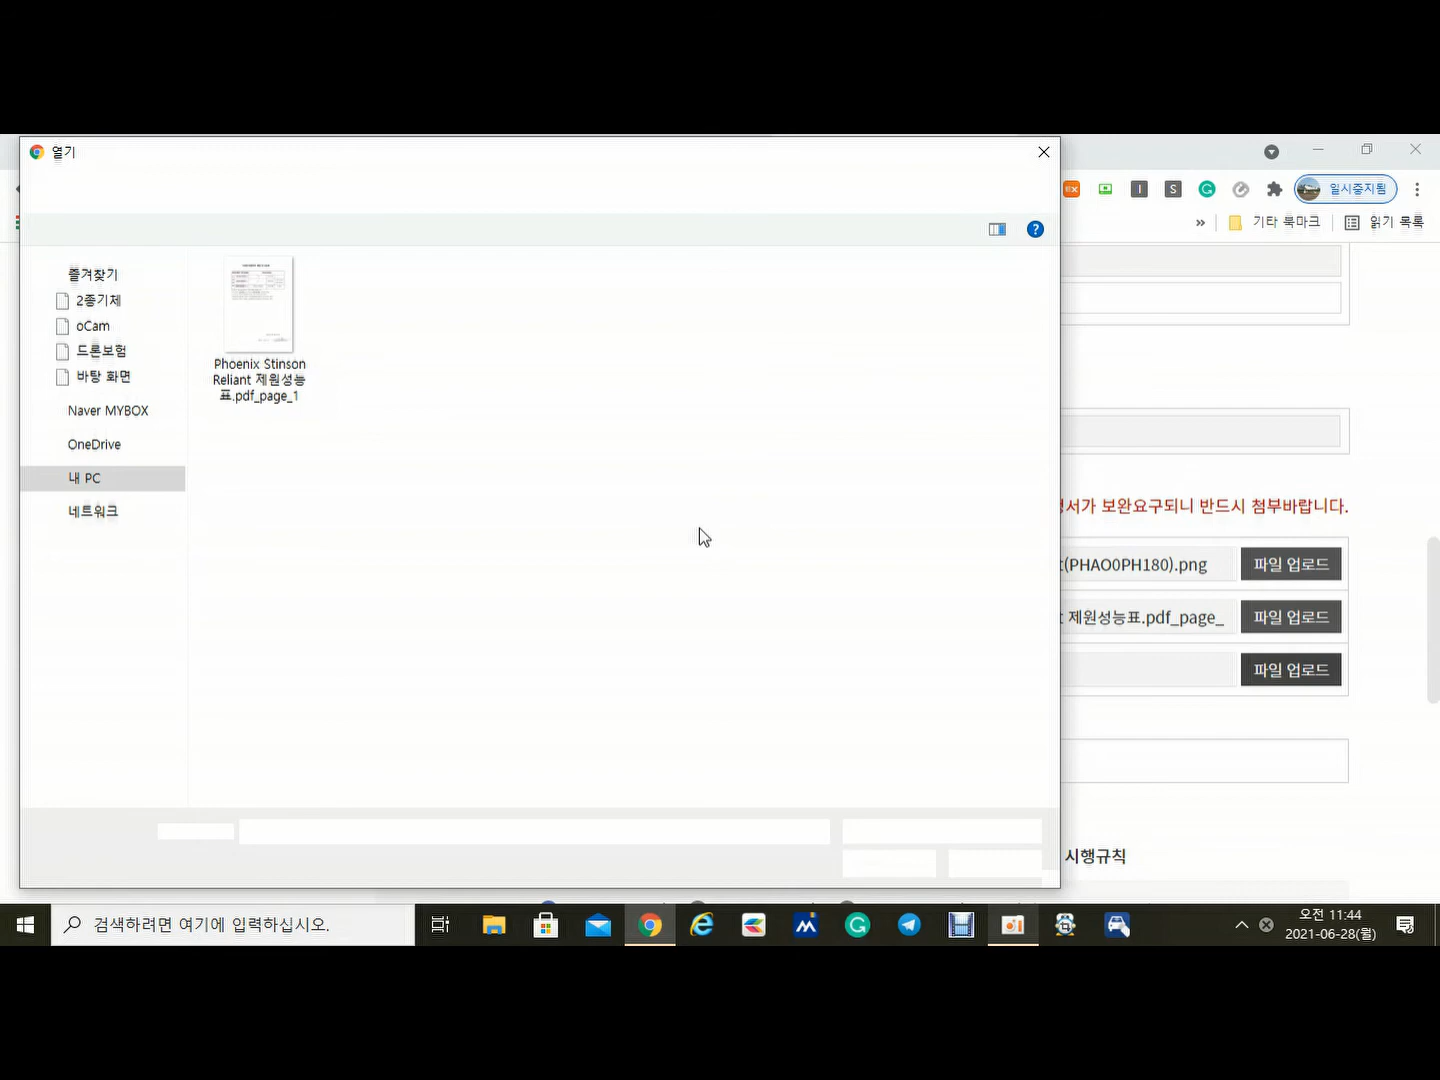 열기
일시중지됨
기타 북마크
읽기 목록
즐겨찾기
2종기체
oCam
드론보험
바탕 화면
Naver MYBOX
OneDrive
내 PC
네트워크
Phoenix Stinson
Reliant 제원성능
표.pdf_page_1
서가 보완요구되니 반드시 첨부바랍니다.
t(PHAO0PH180).png
파일 업로드
t 제원성능표.pdf_page_
파일 업로드
파일 업로드
시행규칙
검색하려면 여기에 입력하십시오.
오전 11:44
2021-06-28(월)